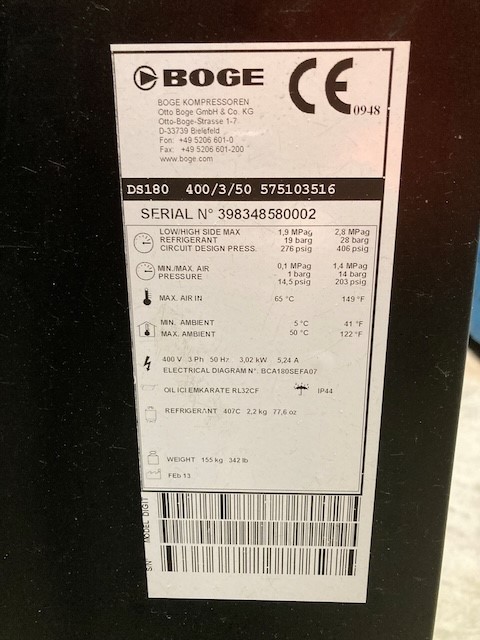 BOGE
CE 0948
BOGE KOMPRESSOREN
Otto Boge GmbH & Co. KG
Otto-Boge-Strasse 1-7
D-33739 Bielefeld
Fon: +49 5206 601-0
Fax: +49 5206 601-200
www.boge.com
DS180 400/3/50 575103516
SERIAL N° 398348580002
LOW/HIGH SIDE MAX 1,9 MPag 2,8 MPag
REFRIGERANT 19 barg 28 barg
CIRCUIT DESIGN PRESS. 276 psig 406 psig
MIN./MAX. AIR 0,1 MPag 1,4 MPag
PRESSURE 1 barg 14 barg
14,5 psig 203 psig
MAX. AIR IN 65 °C 149 °F
MIN. AMBIENT 5 °C 41 °F
MAX. AMBIENT 50 °C 122 °F
400 V 3 Ph 50 Hz 3,02 kW 5,24 A
ELECTRICAL DIAGRAM N°. BCA180SEFA07
OIL ICI EMKARATE RL32CF IP44
REFRIGERANT 407C 2,2 kg 77,6 oz
WEIGHT 155 kg 342 lb
FEb 13
MODEL DIGIT
S/N